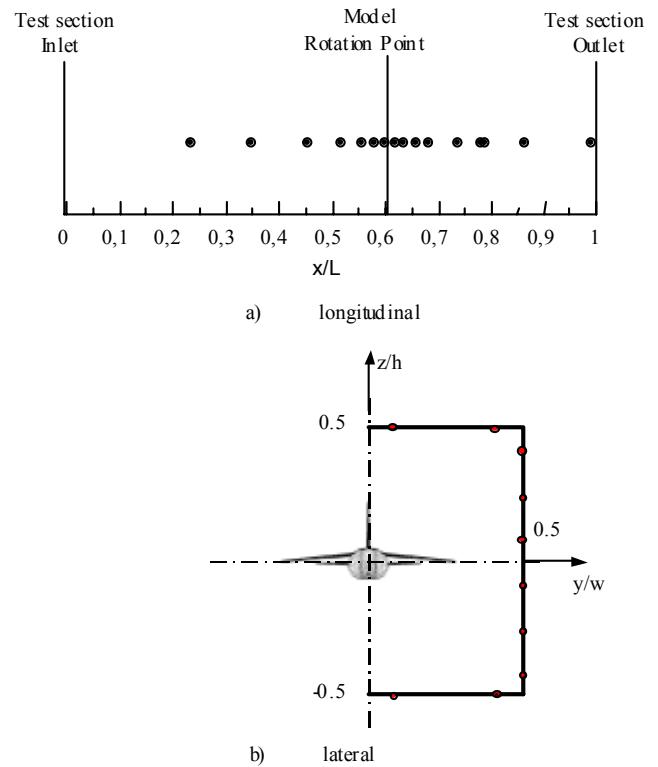 Test section
Inlet
Model
Rotation Point
Test section
Outlet
0 0,1 0,2 0,3 0,4 0,5 0,6 0,7 0,8 0,9 1
x/L
a) longitudinal
z/h
0.5
0.5
y/w
-0.5
b) lateral